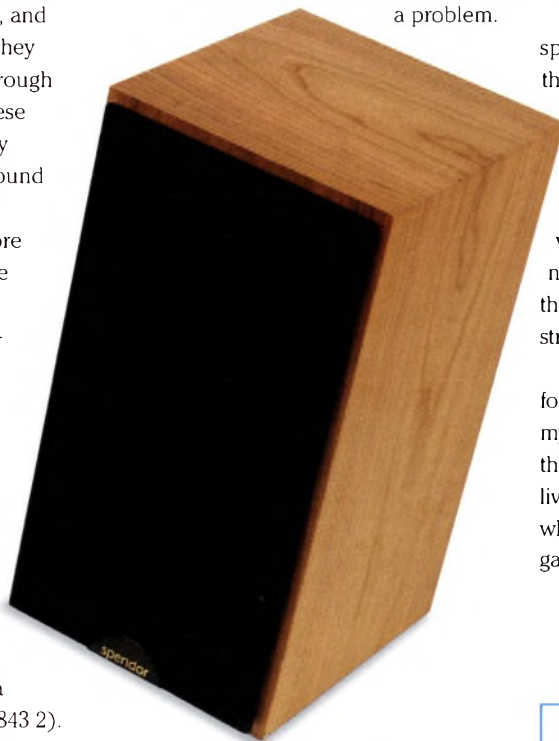 , and
hey
rough
ese
y
ound
ore
e
843 2).
spendor
a problem.
sp
th
n
th
str
fo
my
th
liv
wh
ga